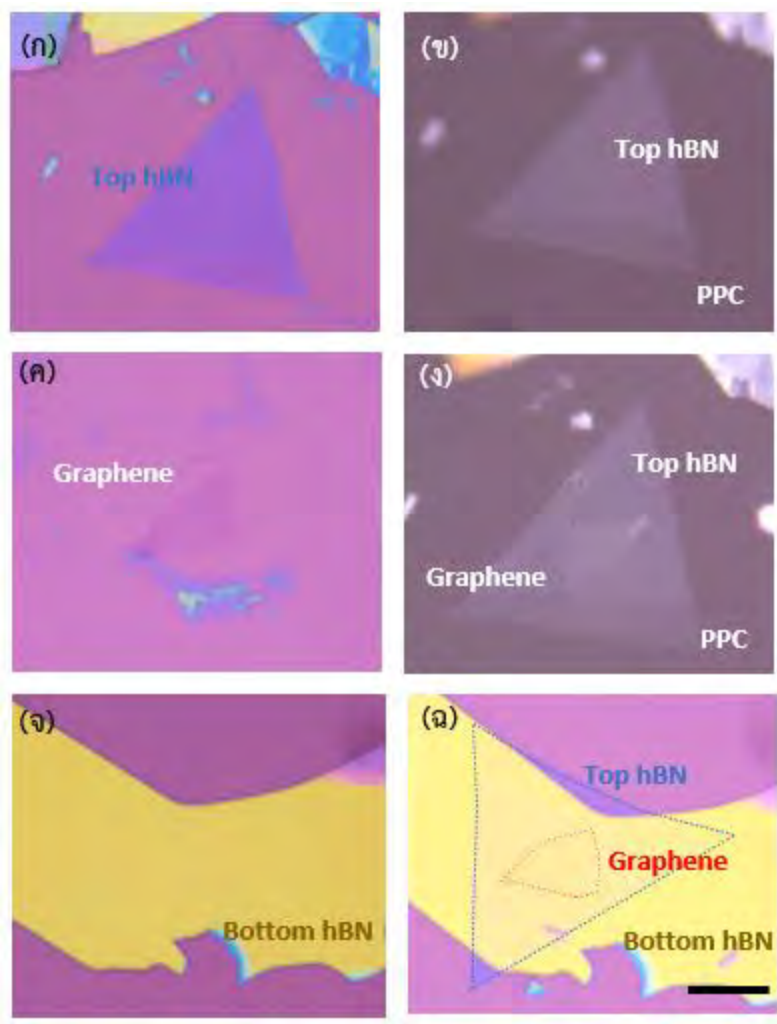 (ก)
Top hBN
(ข)
Top hBN
PPC
(ค)
Graphene
(ง)
Top hBN
Graphene
PPC
(จ)
Bottom hBN
(ฉ)
Top hBN
Graphene
Bottom hBN